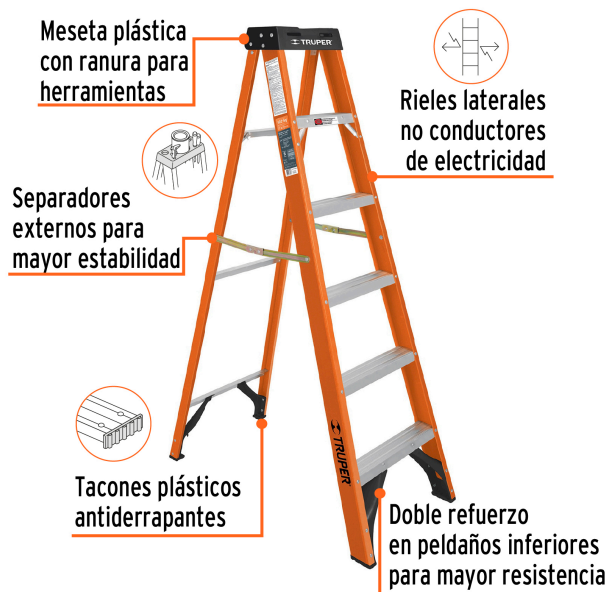 Meseta plástica
con ranura para
herramientas
TRUPER
Rieles laterales
no conductores
de electricidad
Separadores
externos para
mayor estabilidad
TRUPER
Tacones plásticos
antiderrapantes
Doble refuerzo
en peldaños inferiores
para mayor resistencia